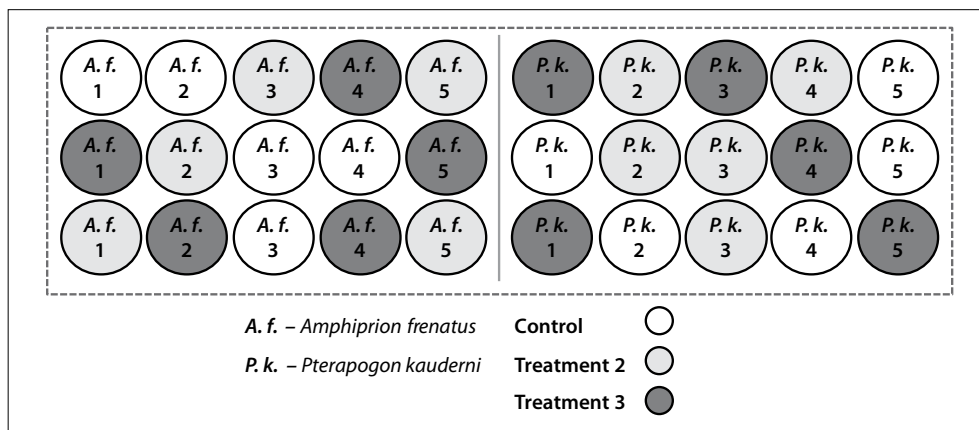 A. f. A. f. A. f. A. f. A. f. P. k. P. k. P. k. P. k. P. k.
1 2 3 4 5 1 2 3 4 5
A. f. A. f. A. f. A. f. A. f. P. k. P. k. P. k. P. k. P. k.
1 2 3 4 5 1 2 3 4 5
A. f. A. f. A. f. A. f. A. f. P. k. P. k. P. k. P. k. P. k.
1 2 3 4 5 1 2 3 4 5
A. f. – Amphiprion frenatus Control
P. k. – Pterapogon kauderni Treatment 2
Treatment 3